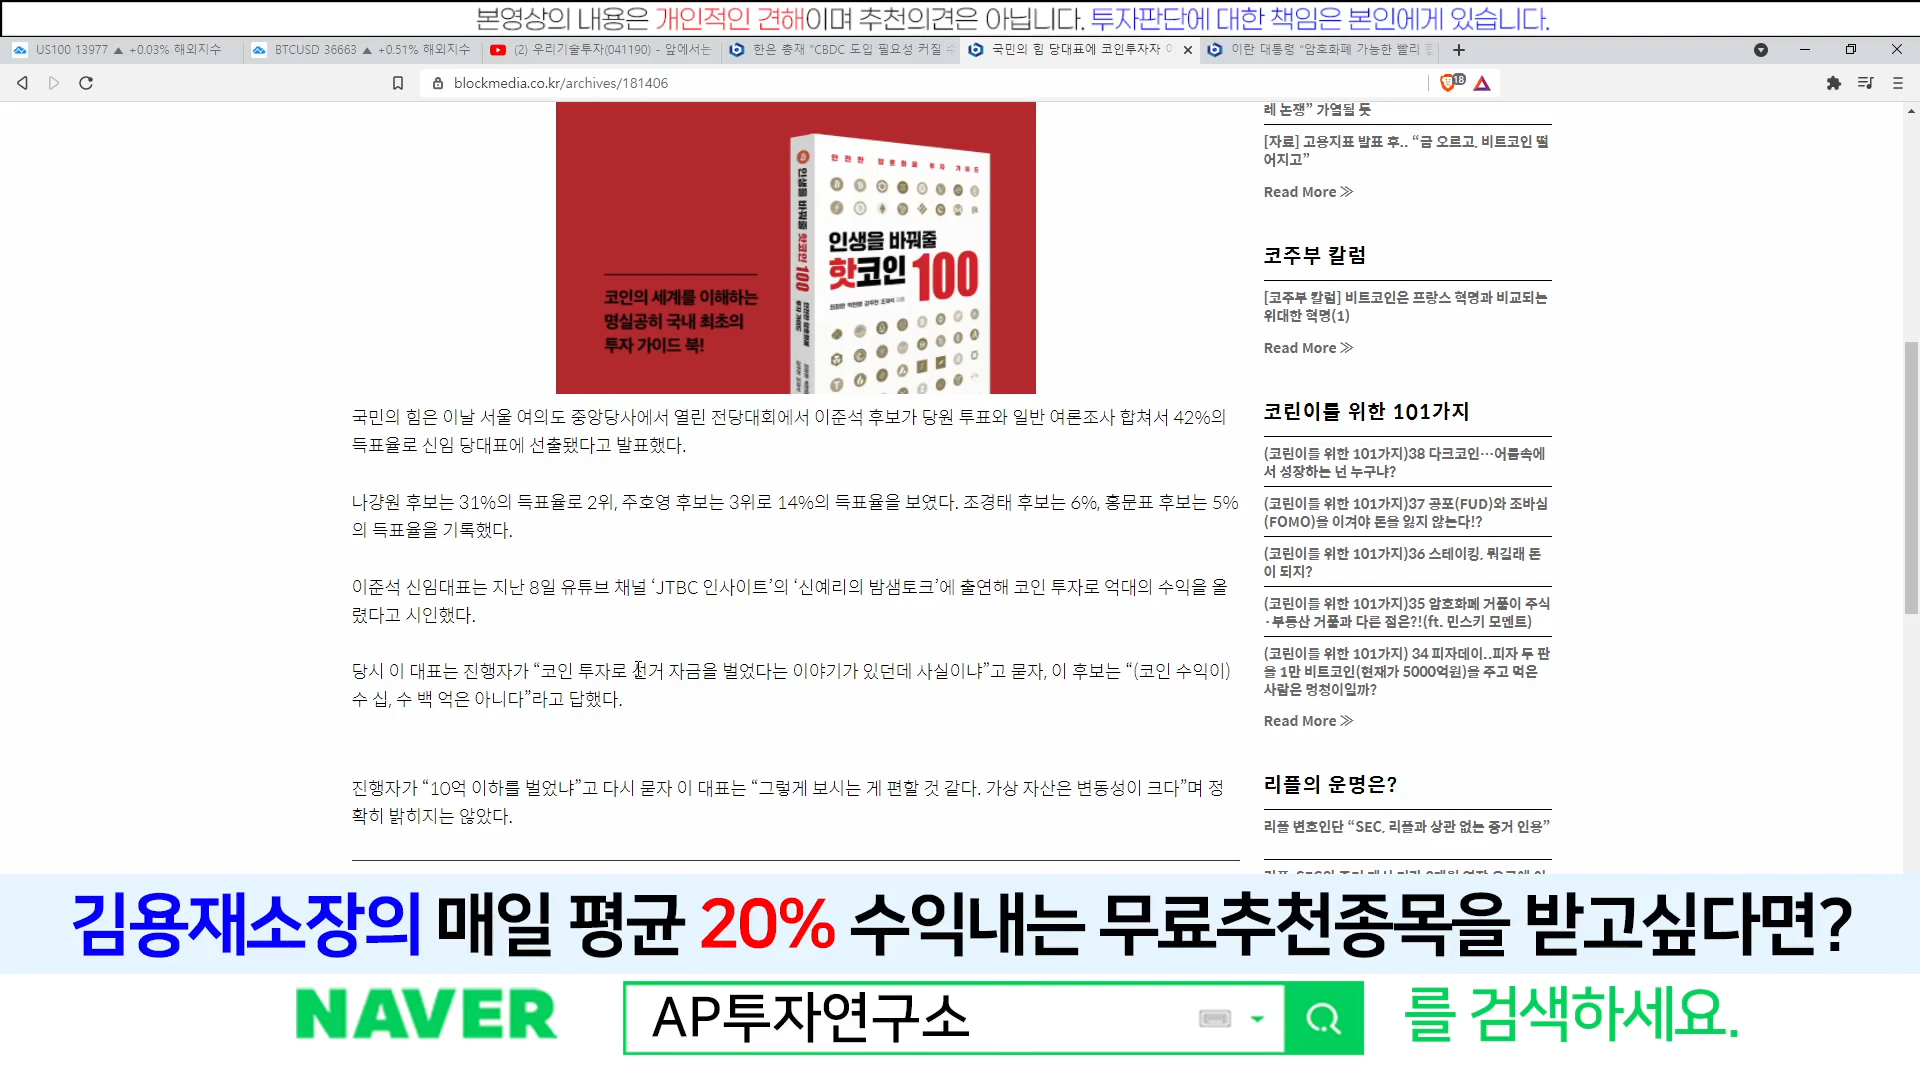 본영상의 내용은 개인적인 견해이며 추천의견은 아닙니다. 투자판단에 대한 책임은 본인에게 있습니다.
US100 13977 ▲ +0.03% 해외지수
BTCUSD 36663 ▲ +0.51% 해외지수
(2) 우리기술투자(041190) - 앞에서는
한은 총재 "CBDC 도입 필요성 커질 수
국민의 힘 당대표에 코인투자자 이
이란 대통령 "암호화폐 가능한 빨리 합
blockmedia.co.kr/archives/181406
18
안전한 암호화폐 투자 가이드
인생을 바꿔줄
핫코인 100
인생을 바꿔줄 핫코인 100
코인의 세계를 이해하는
명실공히 국내 최초의
투자 가이드 북!
국민의 힘은 이날 서울 여의도 중앙당사에서 열린 전당대회에서 이준석 후보가 당원 투표와 일반 여론조사 합쳐서 42%의
득표율로 신임 당대표에 선출됐다고 발표했다.
나걍원 후보는 31%의 득표율로 2위, 주호영 후보는 3위로 14%의 득표율을 보였다. 조경태 후보는 6%, 홍문표 후보는 5%
의 득표율을 기록했다.
이준석 신임대표는 지난 8일 유튜브 채널 ‘JTBC 인사이트’의 ‘신예리의 밤샘토크’에 출연해 코인 투자로 억대의 수익을 올
렸다고 시인했다.
당시 이 대표는 진행자가 “코인 투자로 선거 자금을 벌었다는 이야기가 있던데 사실이냐”고 묻자, 이 후보는 “(코인 수익이)
수 십, 수 백 억은 아니다”라고 답했다.
진행자가 “10억 이하를 벌었냐”고 다시 묻자 이 대표는 “그렇게 보시는 게 편할 것 같다. 가상 자산은 변동성이 크다”며 정
확히 밝히지는 않았다.
레 논쟁” 가열될 듯
[자료] 고용지표 발표 후.. “금 오르고, 비트코인 떨
어지고”
Read More ≫
코주부 칼럼
[코주부 칼럼] 비트코인은 프랑스 혁명과 비교되는
위대한 혁명(1)
Read More ≫
코린이를 위한 101가지
(코린이를 위한 101가지)38 다크코인…어둠속에
서 성장하는 넌 누구냐?
(코린이를 위한 101가지)37 공포(FUD)와 조바심
(FOMO)을 이겨야 돈을 잃지 않는다!?
(코린이를 위한 101가지)36 스테이킹, 뭐길래 돈
이 되지?
(코린이를 위한 101가지)35 암호화폐 거품이 주식
·부동산 거품과 다른 점은?!(ft. 민스키 모멘트)
(코린이를 위한 101가지) 34 피자데이..피자 두 판
을 1만 비트코인(현재가 5000억원)을 주고 먹은
사람은 멍청이일까?
Read More ≫
리플의 운명은?
리플 변호인단 “SEC, 리플과 상관 없는 증거 인용”
김용재소장의 매일 평균 20% 수익내는 무료추천종목을 받고싶다면?
NAVER AP투자연구소 를 검색하세요.